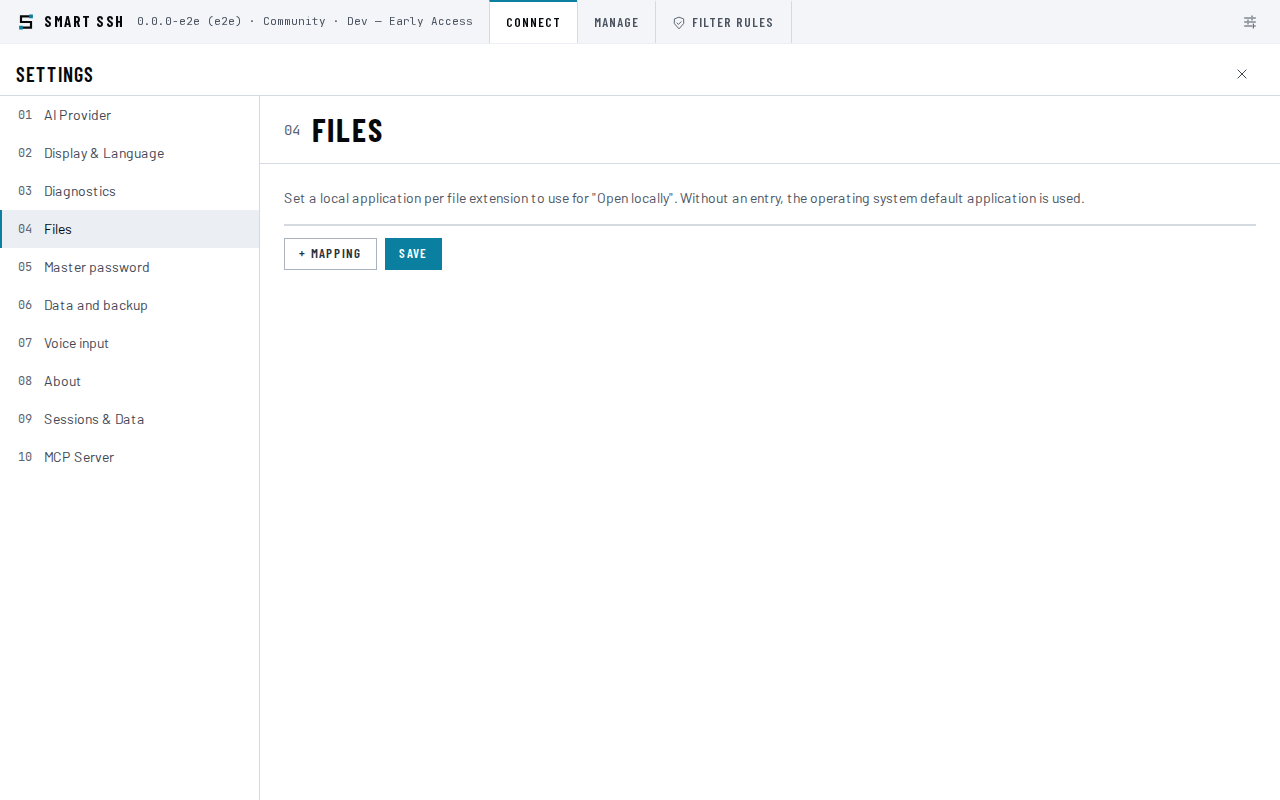 SMART SSH 0.0.0-e2e (e2e) · Community · Dev — Early Access CONNECT MANAGE FILTER RULES
SETTINGS
01 AI Provider
02 Display & Language
03 Diagnostics
04 Files
05 Master password
06 Data and backup
07 Voice input
08 About
09 Sessions & Data
10 MCP Server
04 FILES
Set a local application per file extension to use for "Open locally". Without an entry, the operating system default application is used.
+ MAPPING SAVE